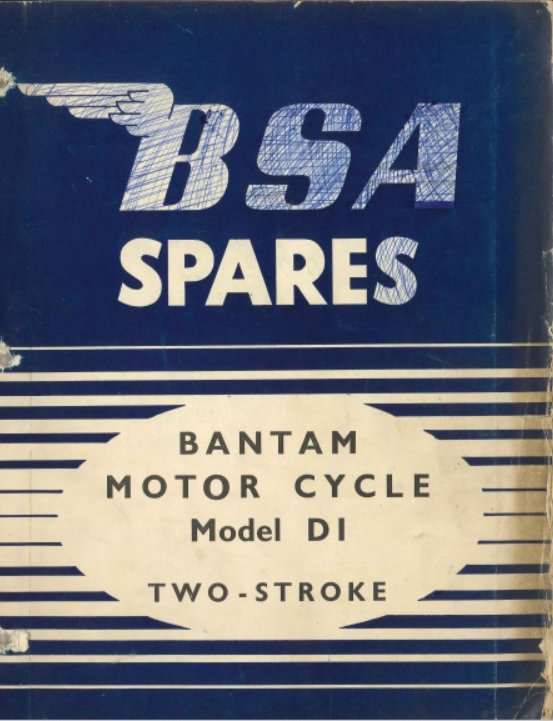 BSA
SPARES
BANTAM
MOTOR CYCLE
Model D1
TWO-STROKE